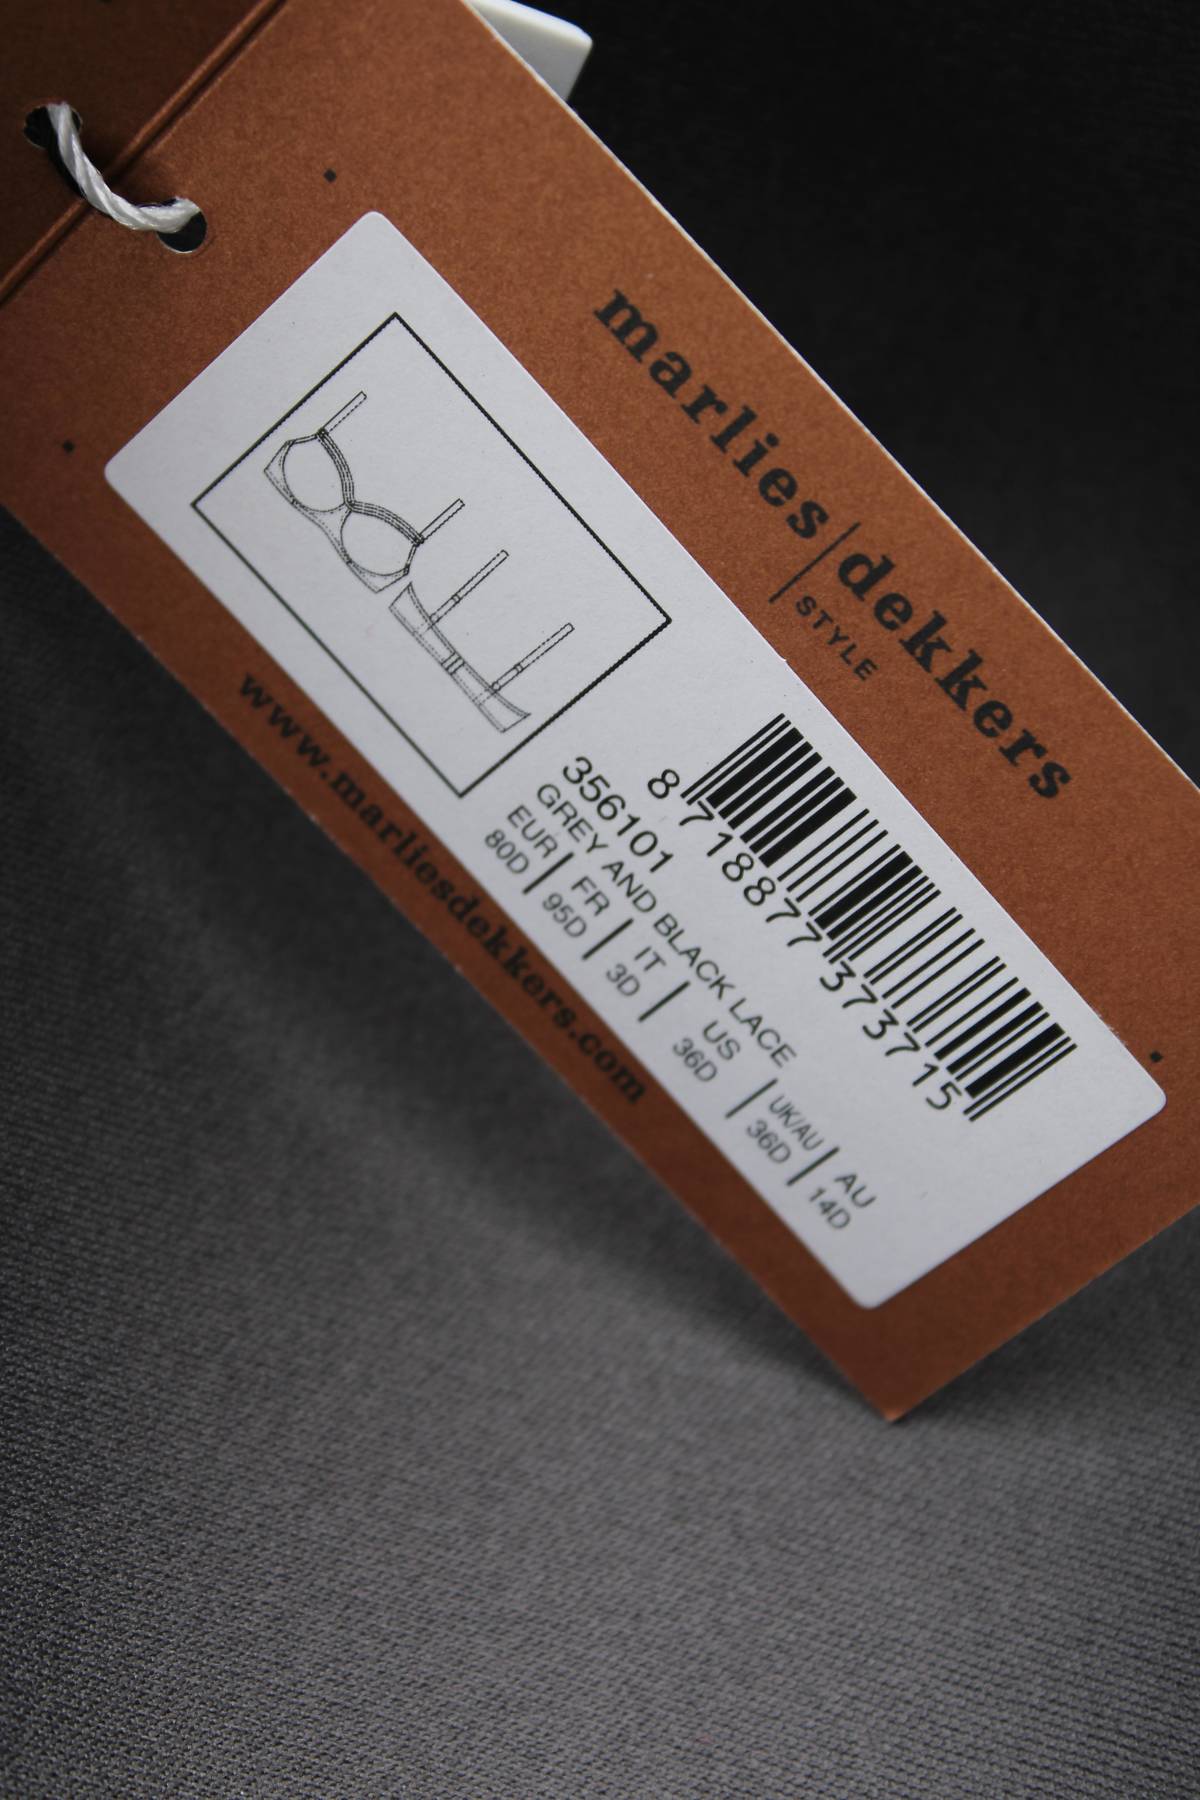 marlies|dekkers
STYLE
8 718877 373715
356101
GREY AND BLACK LACE
EUR | FR | IT | US | UK/AU | AU
80D | 95D | 3D | 36D | 36D | 14D
www.marliesdekkers.com